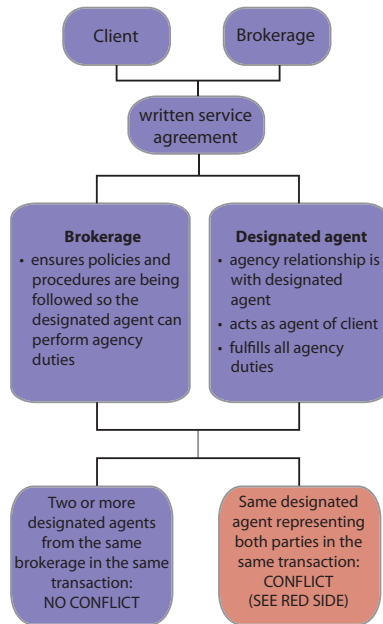 Client
Brokerage
written service
agreement
Brokerage
• ensures policies and
procedures are being
followed so the
designated agent can
perform agency
duties
Designated agent
• agency relationship is
with designated
agent
• acts as agent of client
• fulfills all agency
duties
Two or more
designated agents
from the same
brokerage in the same
transaction:
NO CONFLICT
Same designated
agent representing
both parties in the
same transaction:
CONFLICT
(SEE RED SIDE)